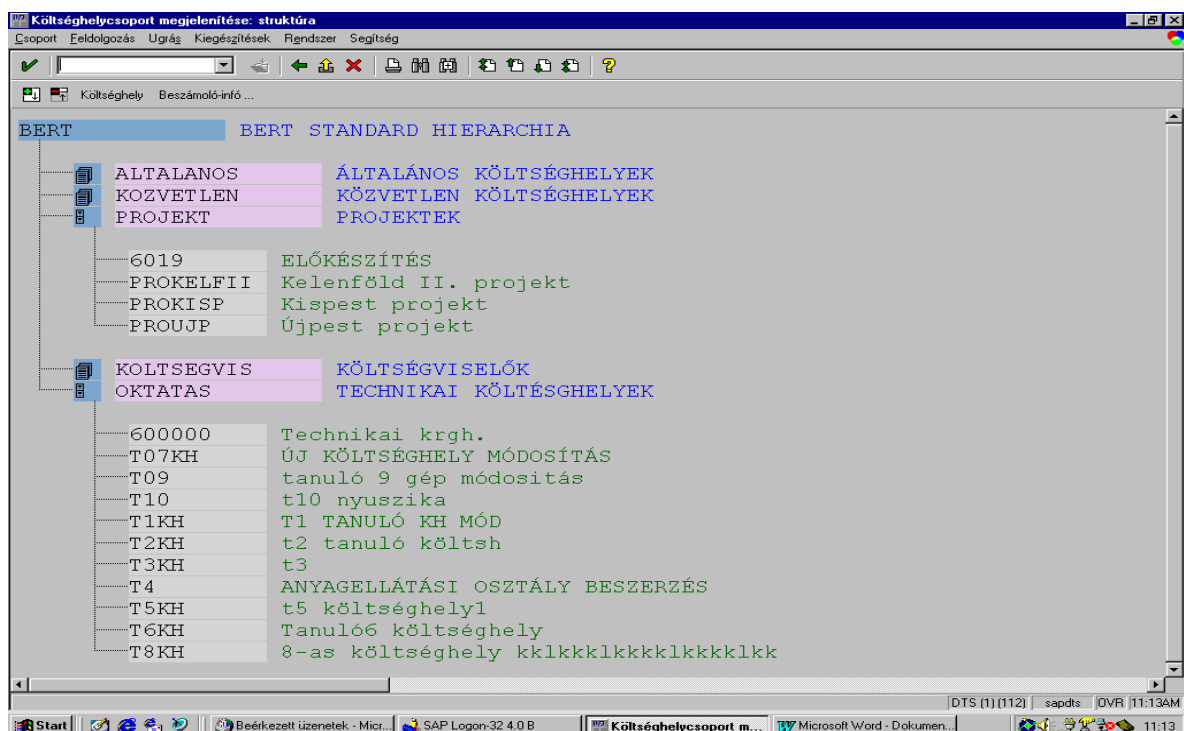 Költséghelycsoport megjelenítése: struktúra
Csoport Feldolgozás Ugrás Kiegészítések Rendszer Segítség
Költséghely Beszámoló-infó ...
BERT BERT STANDARD HIERARCHIA
ALTALANOS ÁLTALÁNOS KÖLTSÉGHELYEK
KOZVETLEN KÖZVETLEN KÖLTSÉGHELYEK
PROJEKT PROJEKTEK
6019 ELŐKÉSZÍTÉS
PROKELFII Kelenföld II. projekt
PROKISP Kispest projekt
PROUJP Újpest projekt
KOLTSEGVIS KÖLTSÉGVISELŐK
OKTATAS TECHNIKAI KÖLTÉSGHELYEK
600000 Technikai krgh.
T07KH ÚJ KÖLTSÉGHELY MÓDOSÍTÁS
T09 tanuló 9 gép módositás
T10 t10 nyuszika
T1KH T1 TANULÓ KH MÓD
T2KH t2 tanuló költsh
T3KH t3
T4 ANYAGELLÁTÁSI OSZTÁLY BESZERZÉS
T5KH t5 költséghely1
T6KH Tanuló6 költséghely
T8KH 8-as költséghely kklkkklkkkklkkkklkk
DTS (1) (112) sapdts OVR 11:13AM
Start Beérkezett üzenetek - Micr... SAP Logon-32 4.0 B Költséghelycsoport m... Microsoft Word - Dokumen... 11:13